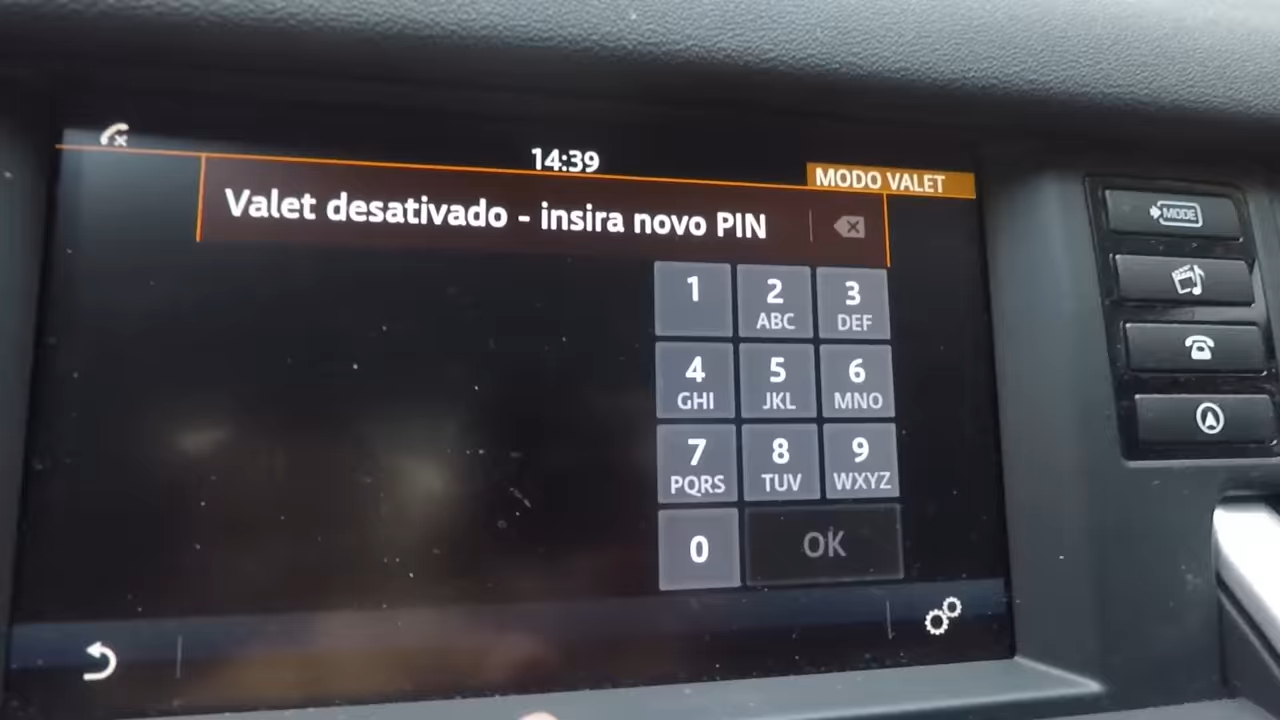 14:39
MODO VALET
Valet desativado - insira novo PIN
1
2
ABC
3
DEF
4
GHI
5
JKL
6
MNO
7
PQRS
8
TUV
9
WXYZ
0
OK
MODE